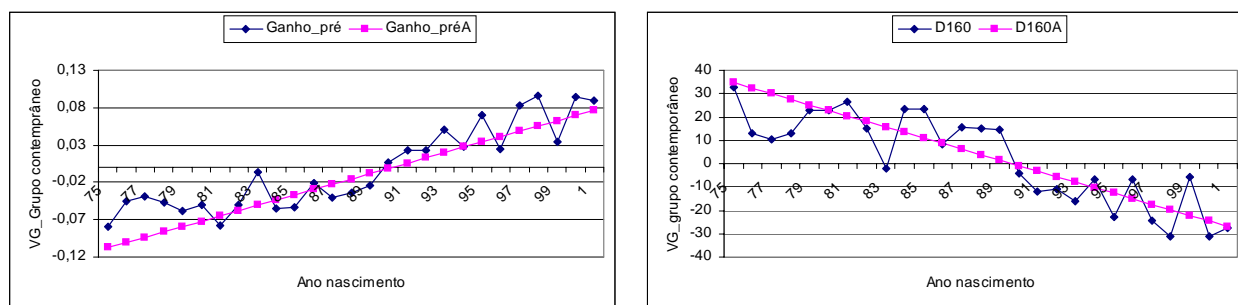 Ganho_pré Ganho_préA
VG_Grupo contemprâneo
0,13
0,08
0,03
-0,02
-0,07
-0,12
75 77 79 81 83 85 87 89 91 93 95 97 99 1
Ano nascimento
D160 D160A
VG_grupo contemporâneo
40
30
20
10
0
-10
-20
-30
-40
75 77 79 81 83 85 87 89 91 93 95 97 99 1
Ano nascimento